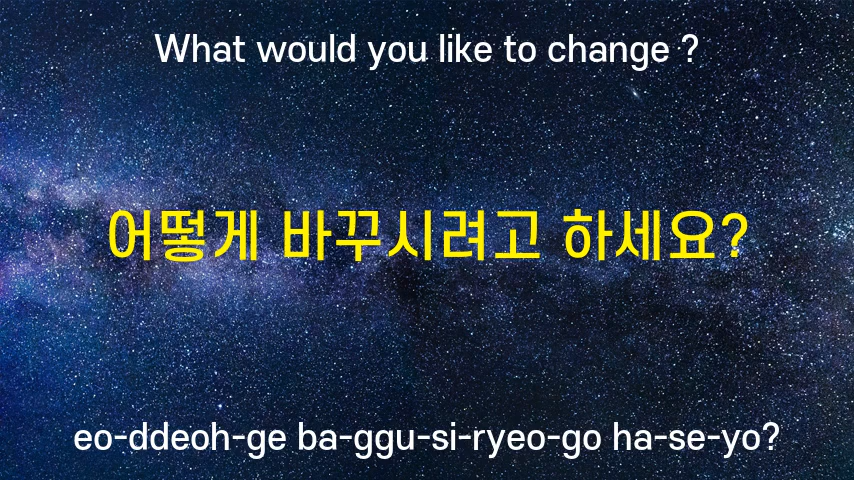 What would you like to change ?
어떻게 바꾸시려고 하세요?
eo-ddeoh-ge ba-ggu-si-ryeo-go ha-se-yo?